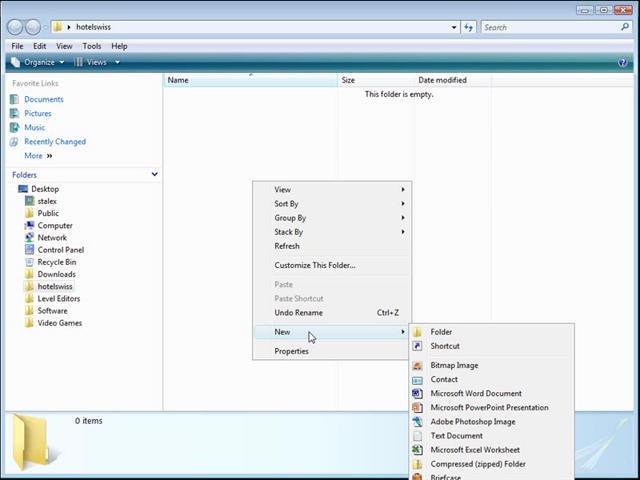 hotelswiss
Search
File Edit View Tools Help
Organize Views
Favorite Links
Documents
Pictures
Music
Recently Changed
More »
Folders
Desktop
stalex
Public
Computer
Network
Control Panel
Recycle Bin
Downloads
hotelswiss
Level Editors
Software
Video Games
Name Size Date modified
This folder is empty.
View
Sort By
Group By
Stack By
Refresh
Customize This Folder...
Paste
Paste Shortcut
Undo Rename Ctrl+Z
New
Properties
Folder
Shortcut
Bitmap Image
Contact
Microsoft Word Document
Microsoft PowerPoint Presentation
Adobe Photoshop Image
Text Document
Microsoft Excel Worksheet
Compressed (zipped) Folder
Briefcase
0 items